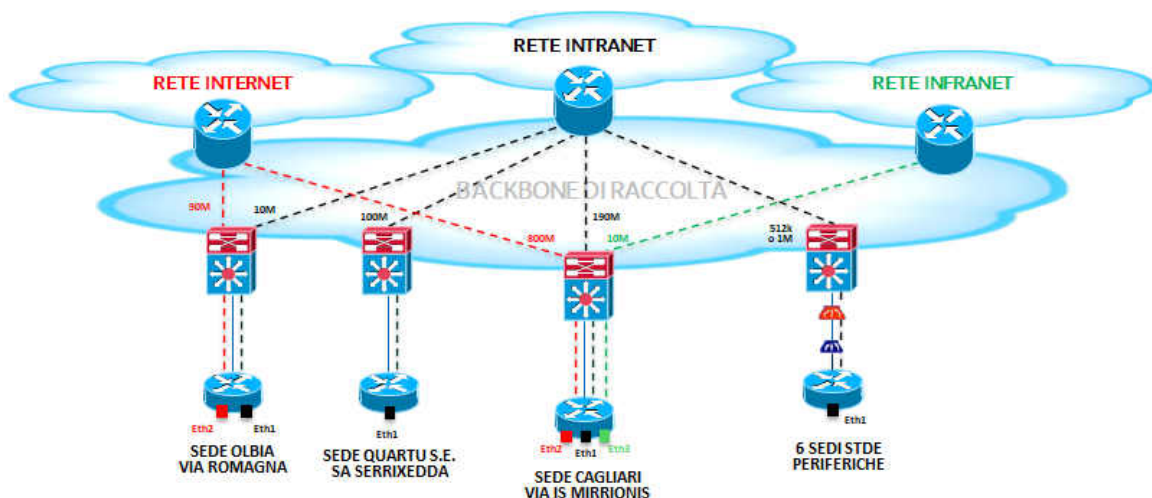 RETE INTRANET
RETE INTERNET
RETE INFRANET
BACKBONE DI RACCOLTA
90M
10M
100M
800M
190M
10M
512k
o 1M
Eth2
Eth1
Eth1
Eth2
Eth1
Eth3
Eth1
SEDE OLBIA
VIA ROMAGNA
SEDE QUARTU S.E.
SA SERRIXEDDA
SEDE CAGLIARI
VIA IS MIRRIONIS
6 SEDI STDE
PERIFERICHE